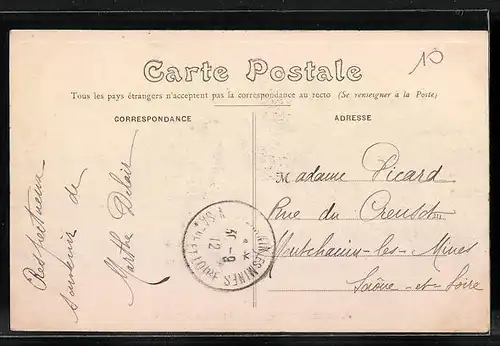 10
Carte Postale
Tous les pays étrangers n'acceptent pas la correspondance au recto (Se renseigner à la Poste)
CORRESPONDANCE
ADRESSE
Respectueux
souvenir de
Marthe Delair
Madame Picard
Rue du Creusot
Montchanin-les-Mines
Saône-et-Loire